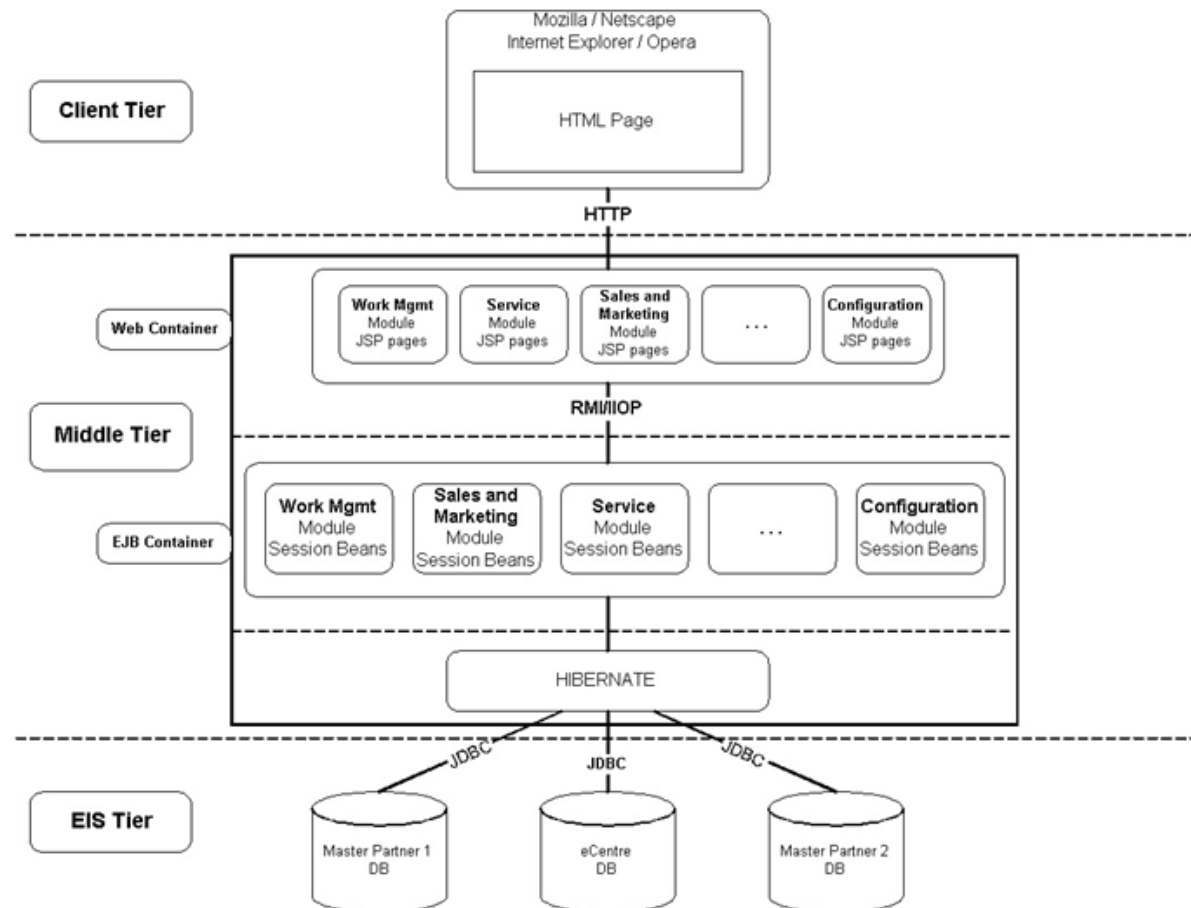 Mozilla / Netscape
Internet Explorer / Opera
Client Tier
HTML Page
HTTP
Web Container
Work Mgmt
Module
JSP pages
Service
Module
JSP pages
Sales and
Marketing
Module
JSP pages
...
Configuration
Module
JSP pages
Middle Tier
RMI/IIOP
EJB Container
Work Mgmt
Module
Session Beans
Sales and
Marketing
Module
Session Beans
Service
Module
Session Beans
...
Configuration
Module
Session Beans
HIBERNATE
JDBC
JDBC
JDBC
EIS Tier
Master Partner 1
DB
eCentre
DB
Master Partner 2
DB